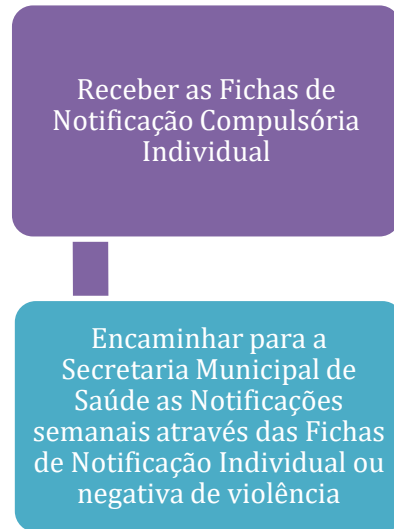 Receber as Fichas de
Notificação Compulsória
Individual
Encaminhar para a
Secretaria Municipal de
Saúde as Notificações
semanais através das Fichas
de Notificação Individual ou
negativa de violência